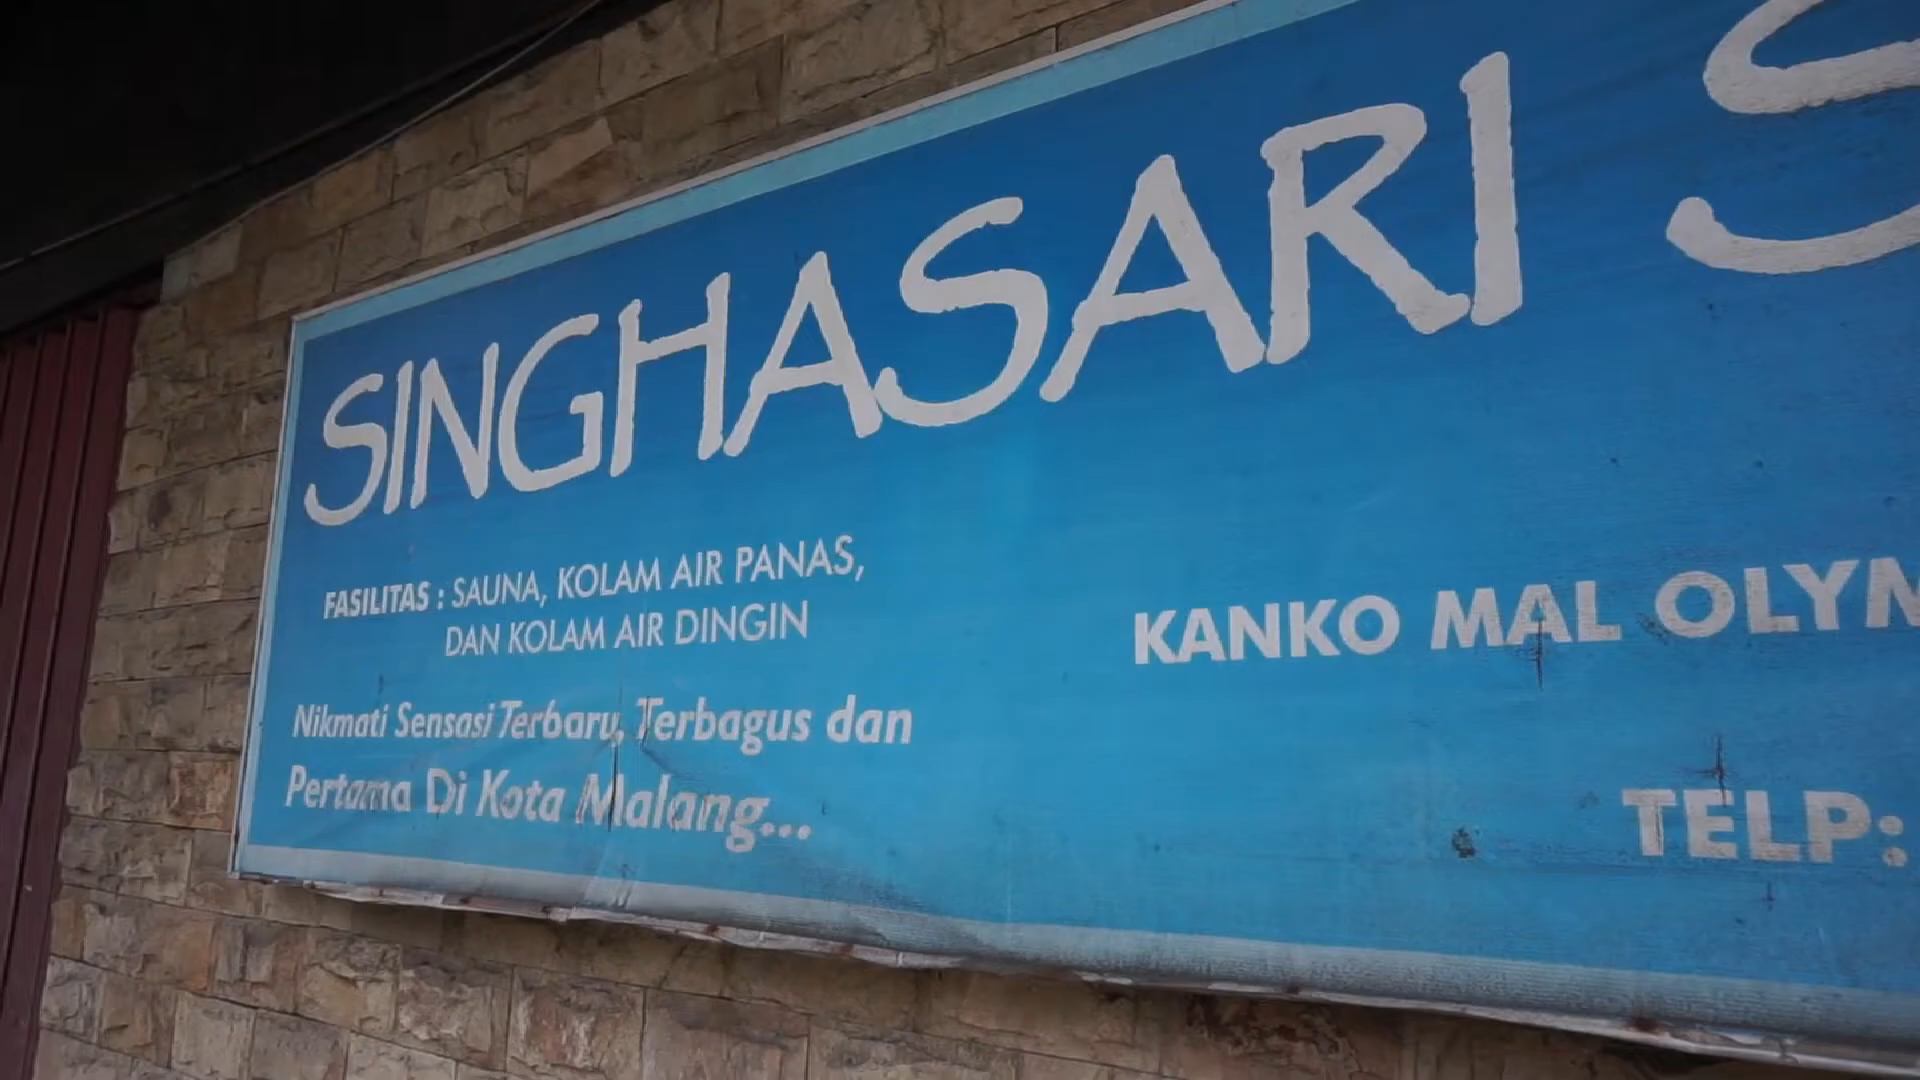 SINGHASARI
FASILITAS : SAUNA, KOLAM AIR PANAS,
DAN KOLAM AIR DINGIN
Nikmati Sensasi Terbaru, Terbagus dan
Pertama Di Kota Malang...
KANKO MAL
TELP: